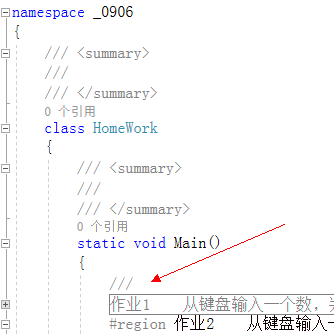 namespace _0906
{
/// <summary>
///
/// </summary>
0 个引用
class HomeWork
{
/// <summary>
///
/// </summary>
0 个引用
static void Main()
{
///
作业1 从键盘输入一个数,
#region 作业2 从键盘输入一